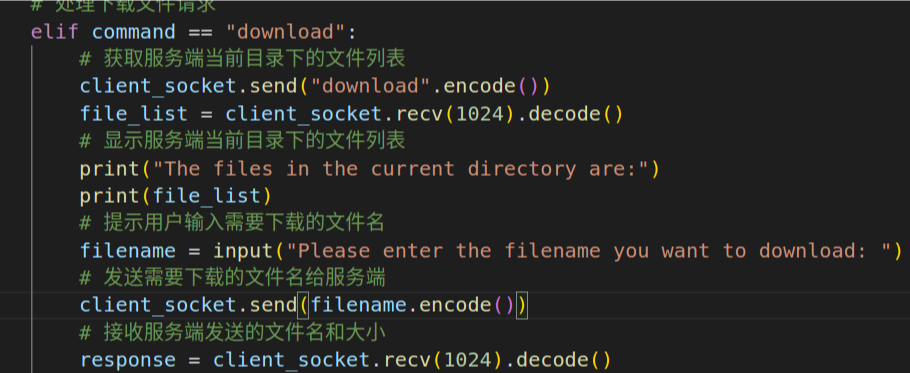 # 处理下载文件请求
elif command == "download":
# 获取服务端当前目录下的文件列表
client_socket.send("download".encode())
file_list = client_socket.recv(1024).decode()
# 显示服务端当前目录下的文件列表
print("The files in the current directory are:")
print(file_list)
# 提示用户输入需要下载的文件名
filename = input("Please enter the filename you want to download: ")
# 发送需要下载的文件名给服务端
client_socket.send(filename.encode())
# 接收服务端发送的文件名和大小
response = client_socket.recv(1024).decode()